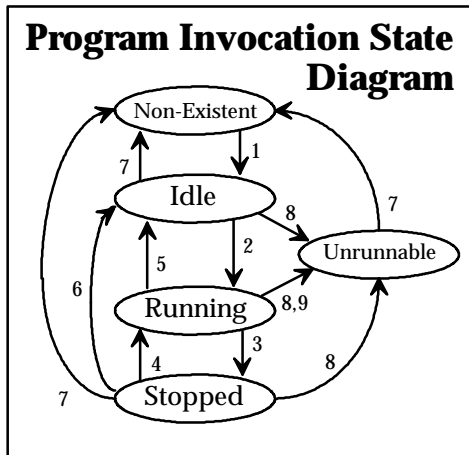 Program Invocation State
Diagram
Non-Existent
7
1
Idle
8
7
5
2
Unrunnable
6
Running
8,9
4
3
8
7
Stopped